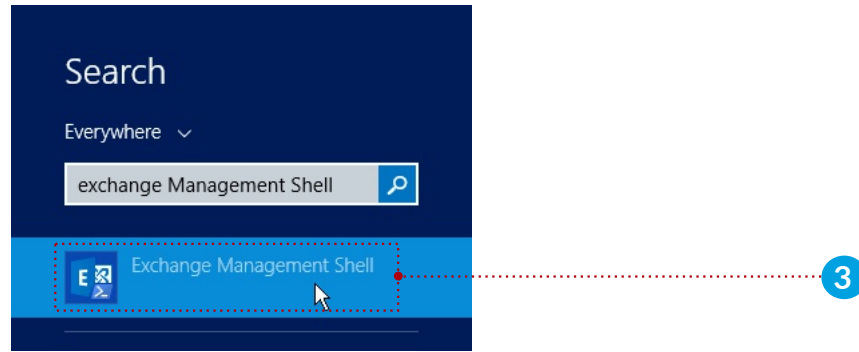 Search
Everywhere
exchange Management Shell
E
Exchange Management Shell
3